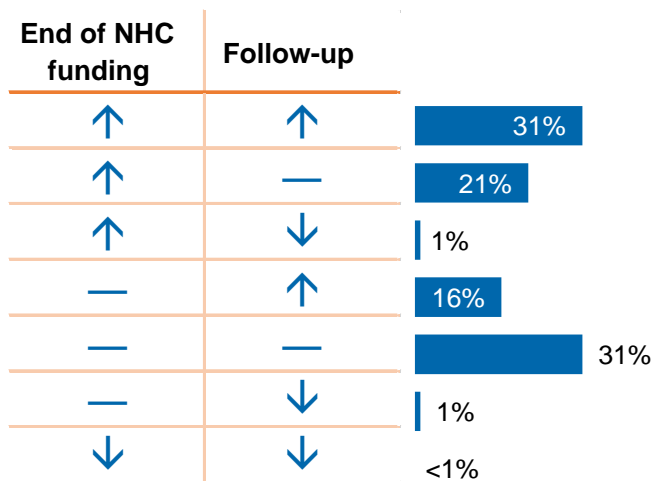 End of NHC
funding
Follow-up
↑ ↑ 31%
↑ — 21%
↑ ↓ 1%
— ↑ 16%
— — 31%
— ↓ 1%
↓ ↓ <1%